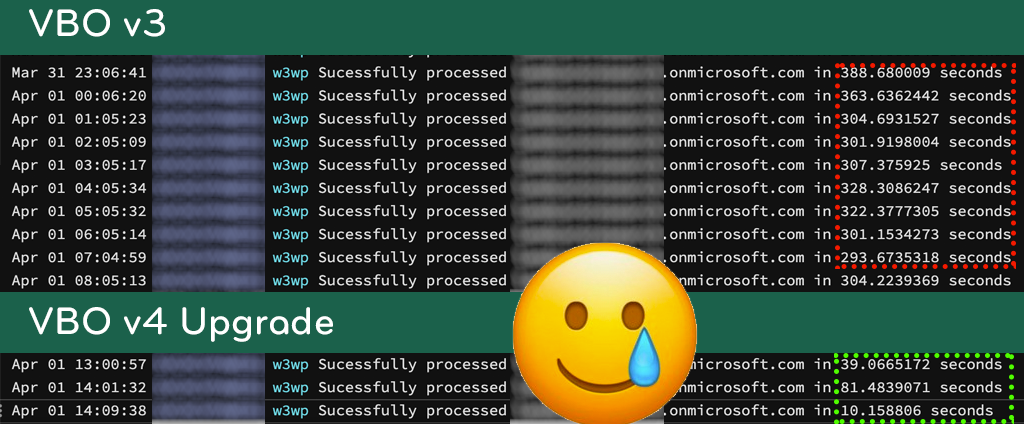 VBO v3
Mar 31 23:06:41 w3wp Sucessfully processed .onmicrosoft.com in 388.680009 seconds
Apr 01 00:06:20 w3wp Sucessfully processed .onmicrosoft.com in 363.6362442 seconds
Apr 01 01:05:23 w3wp Sucessfully processed .onmicrosoft.com in 304.6931527 seconds
Apr 01 02:05:09 w3wp Sucessfully processed .onmicrosoft.com in 301.9198004 seconds
Apr 01 03:05:17 w3wp Sucessfully processed .onmicrosoft.com in 307.375925 seconds
Apr 01 04:05:34 w3wp Sucessfully processed .onmicrosoft.com in 328.3086247 seconds
Apr 01 05:05:32 w3wp Sucessfully processed .onmicrosoft.com in 322.3777305 seconds
Apr 01 06:05:14 w3wp Sucessfully processed .onmicrosoft.com in 301.1534273 seconds
Apr 01 07:04:59 w3wp Sucessfully processed .onmicrosoft.com in 293.6735318 seconds
Apr 01 08:05:13 w3wp Sucessfully processed .onmicrosoft.com in 304.2239369 seconds
VBO v4 Upgrade
Apr 01 13:00:57 w3wp Sucessfully processed nmicrosoft.com in 39.0665172 seconds
Apr 01 14:01:32 w3wp Sucessfully processed nmicrosoft.com in 81.4839071 seconds
Apr 01 14:09:38 w3wp Sucessfully processed .onmicrosoft.com in 10.158806 seconds